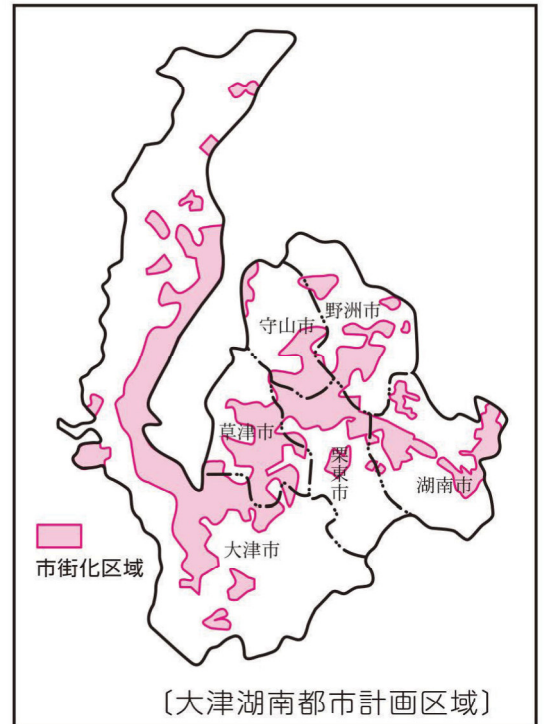 守山市
野洲市
草津市
栗東市
湖南市
大津市
市街化区域
〔大津湖南都市計画区域〕